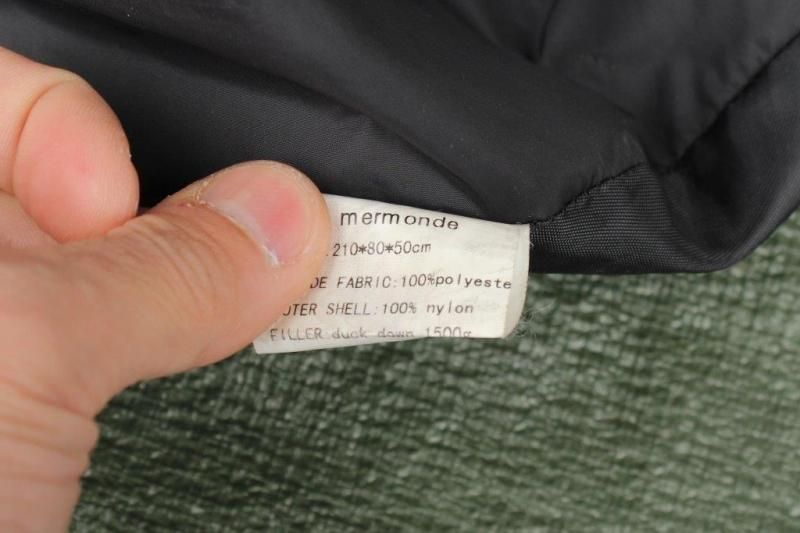 mermonde
.210*80*50cm
DE FABRIC:100%polyeste
UTER SHELL:100% nylon
FILLER duck down 1500g